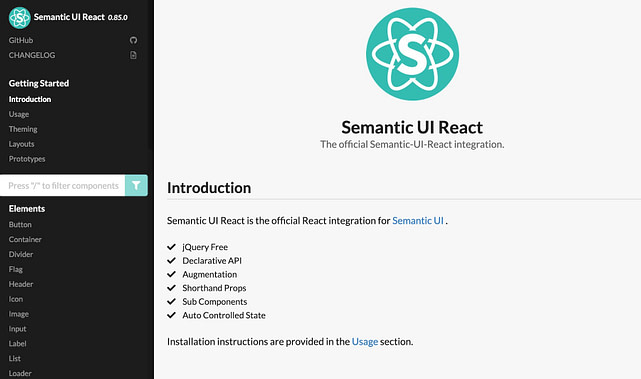 Semantic UI React 0.85.0
GitHub
CHANGELOG
Getting Started
Introduction
Usage
Theming
Layouts
Prototypes
Press "/" to filter components
Elements
Button
Container
Divider
Flag
Header
Icon
Image
Input
Label
List
Loader
S
Semantic UI React
The official Semantic-UI-React integration.
Introduction
Semantic UI React is the official React integration for Semantic UI .
jQuery Free
Declarative API
Augmentation
Shorthand Props
Sub Components
Auto Controlled State
Installation instructions are provided in the Usage section.